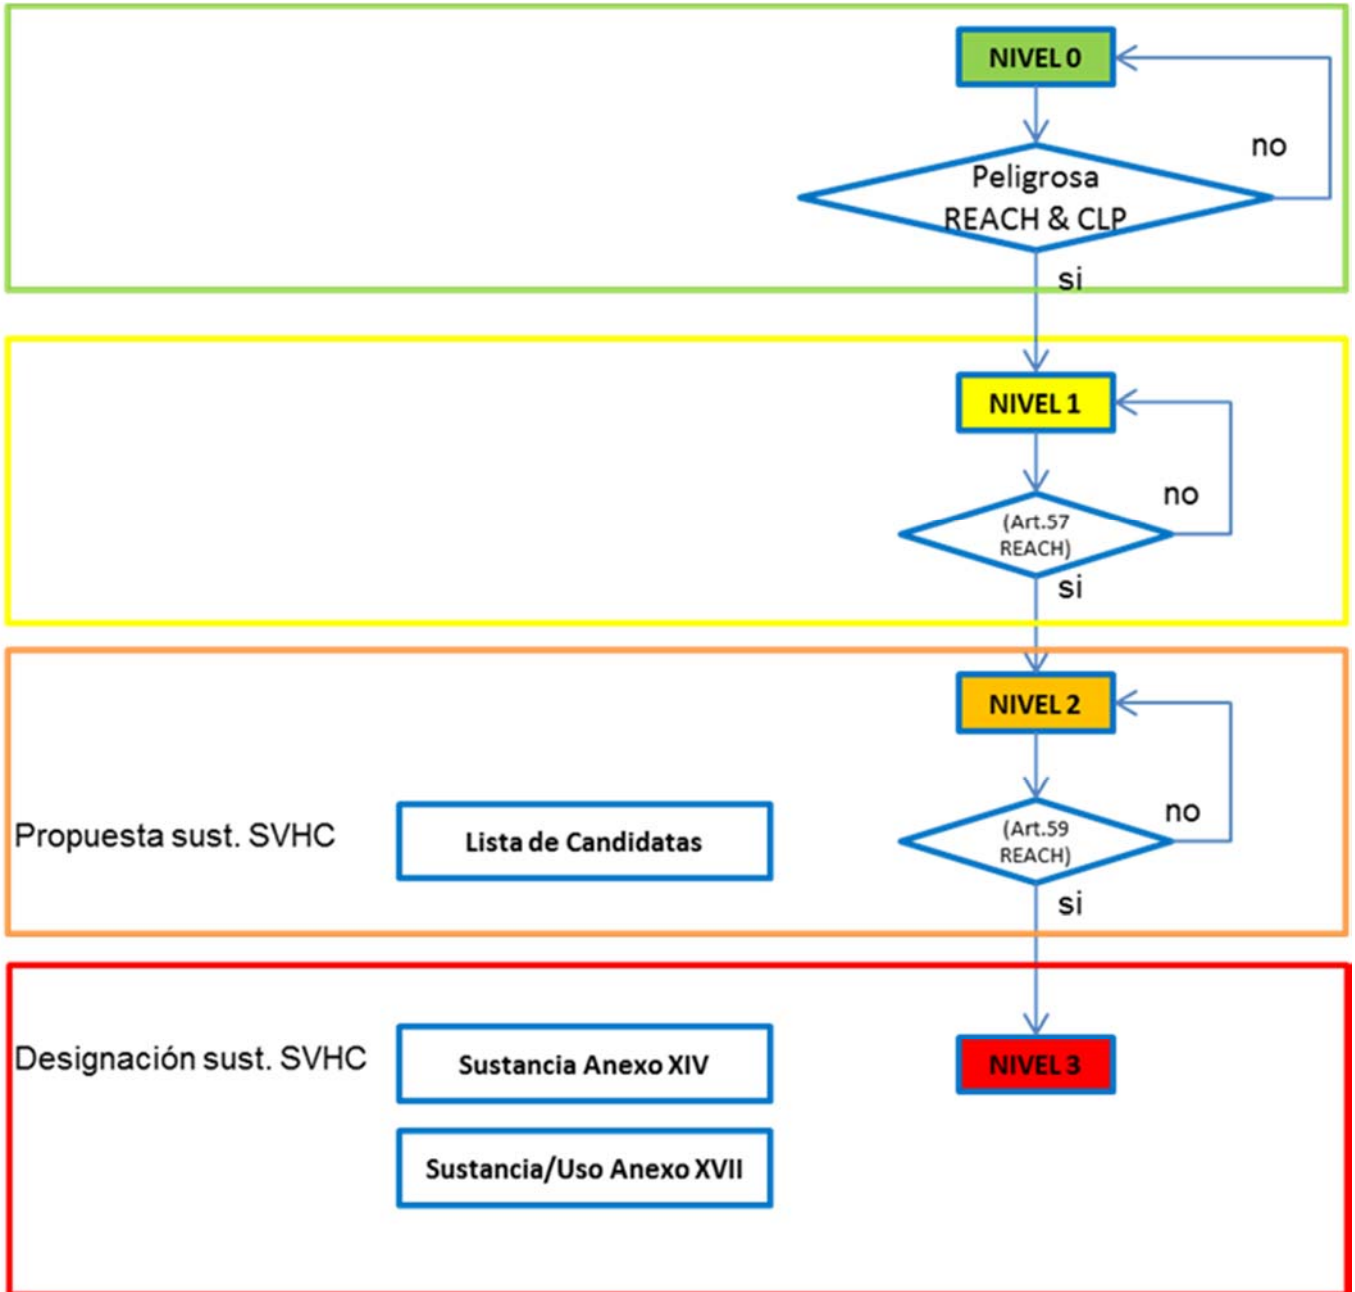 NIVEL 0
no
Peligrosa
REACH & CLP
si
NIVEL 1
no
(Art.57
REACH)
si
NIVEL 2
no
Propuesta sust. SVHC
Lista de Candidatas
(Art.59
REACH)
si
Designación sust. SVHC
Sustancia Anexo XIV
NIVEL 3
Sustancia/Uso Anexo XVII